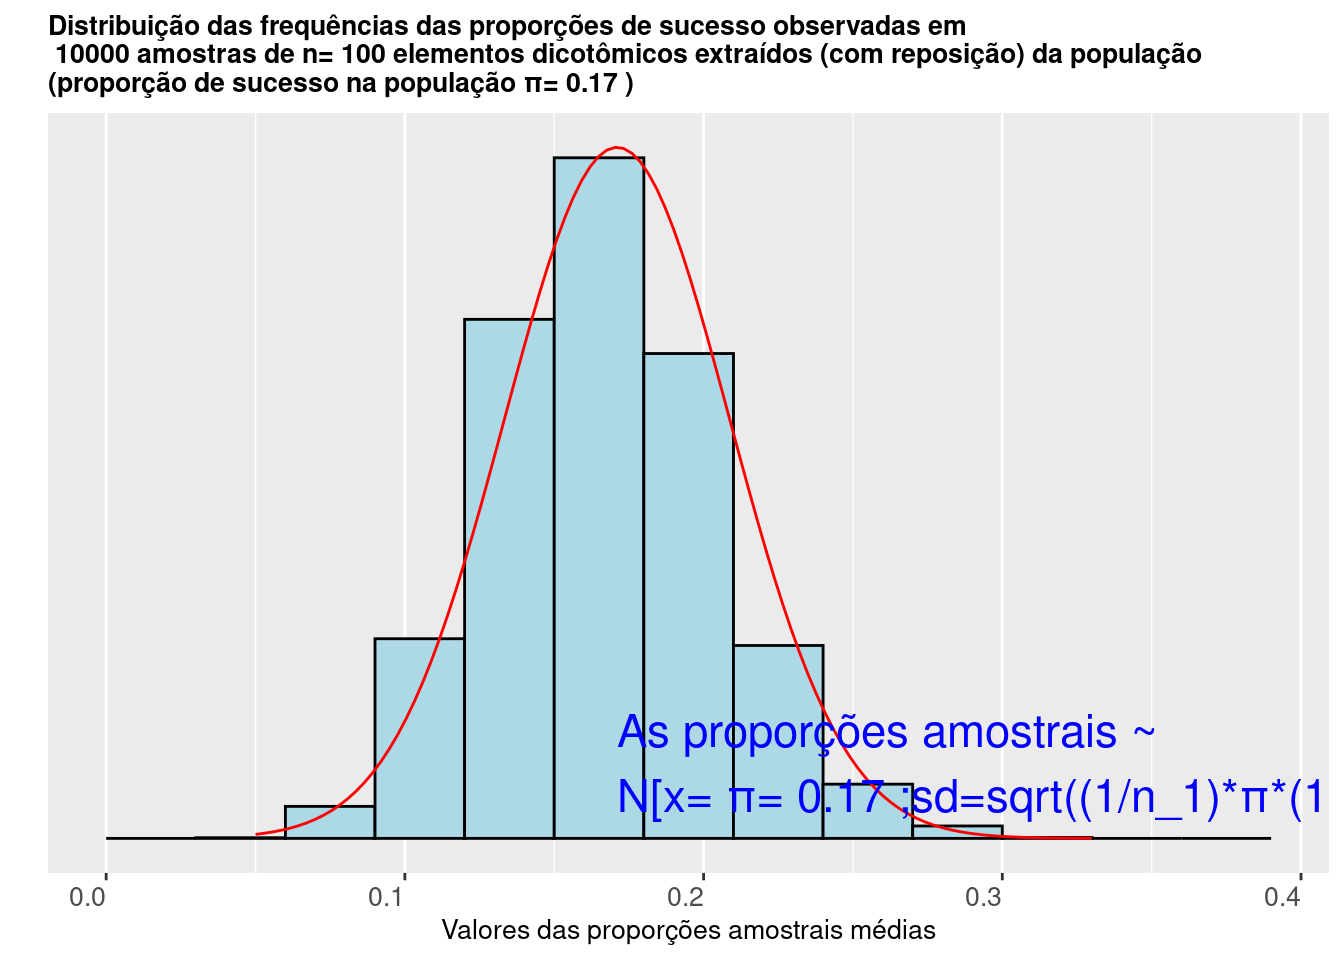 Distribuição das frequências das proporções de sucesso observadas em
10000 amostras de n= 100 elementos dicotômicos extraídos (com reposição) da população
(proporção de sucesso na população π= 0.17 )
As proporções amostrais ~
N[x= π= 0.17 ;sd=sqrt((1/n_1)*π*(1
0.0 0.1 0.2 0.3 0.4
Valores das proporções amostrais médias